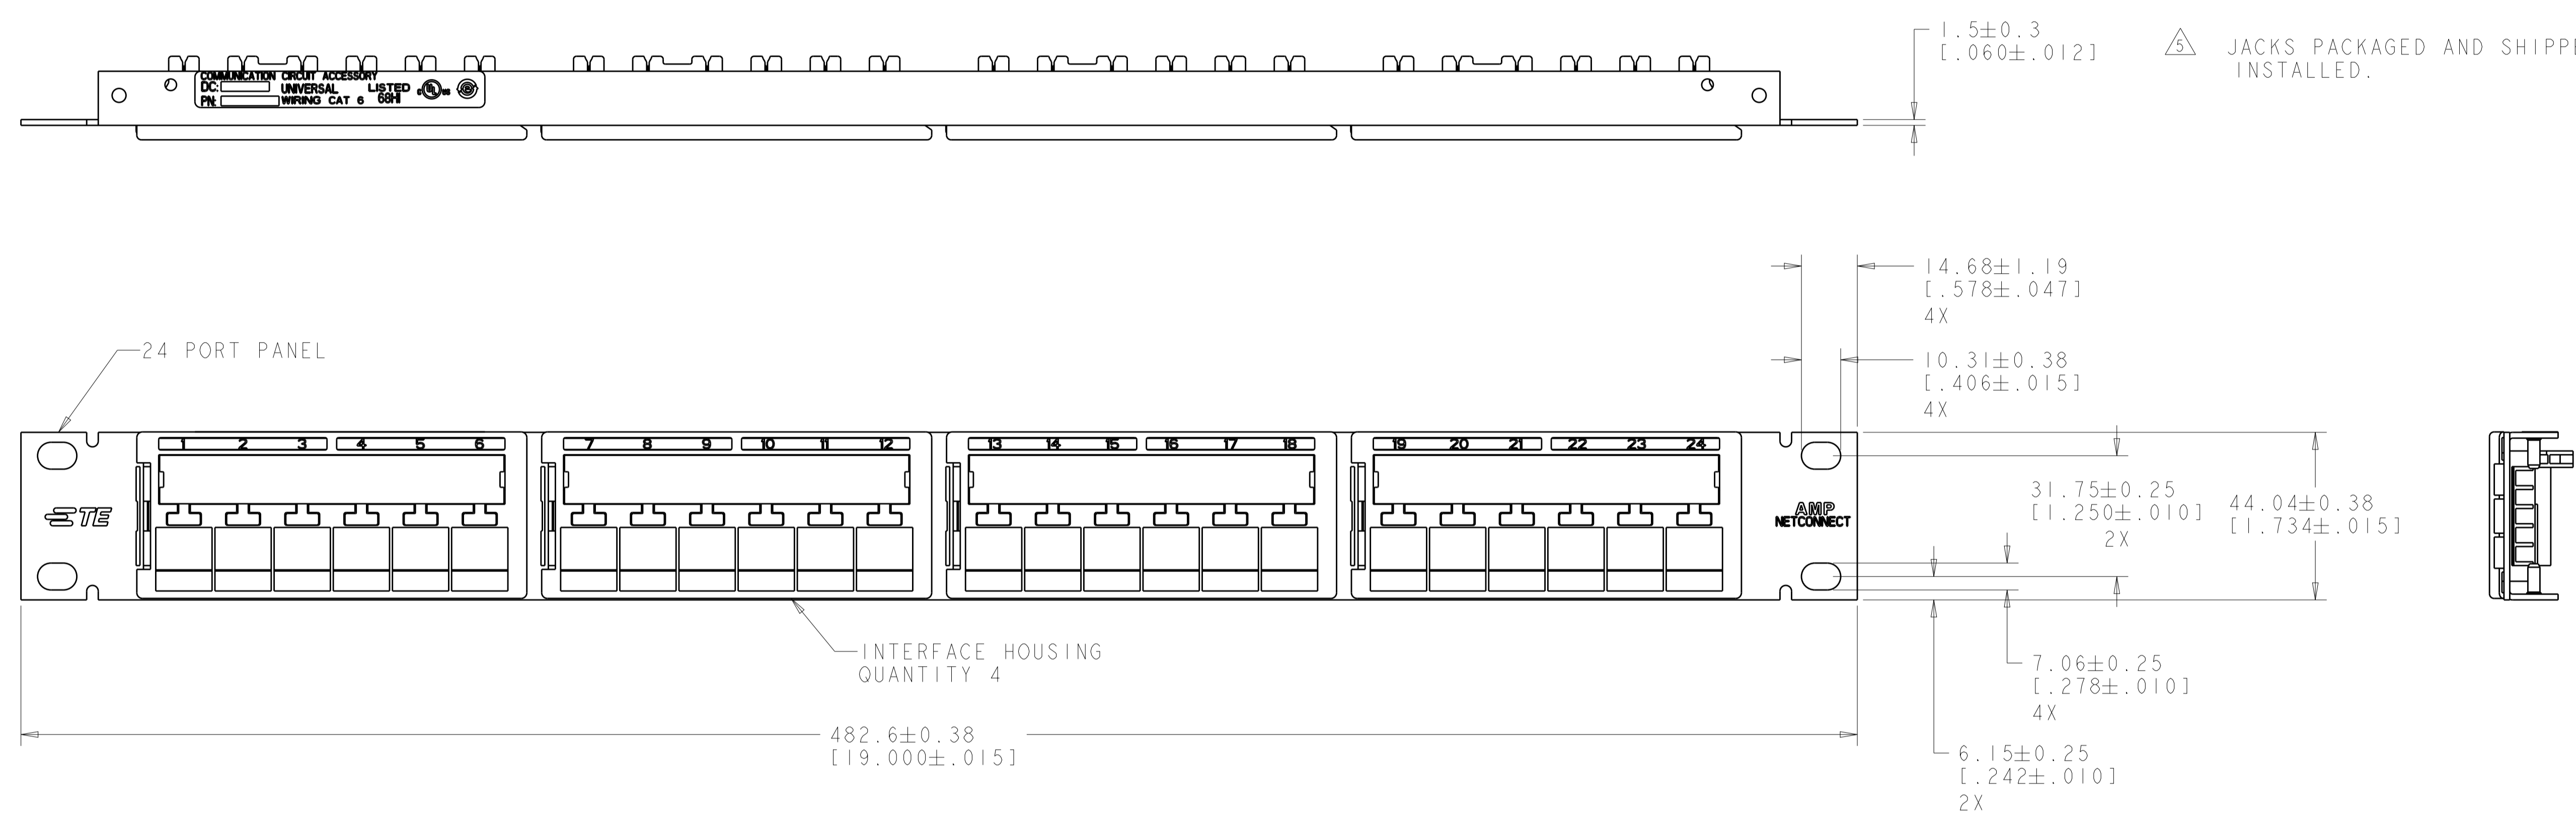 COMMUNICATION CIRCUIT ACCESSORY
DC: UNIVERSAL LISTED
PN: WIRING CAT 6 68HI
C UL US
1.5±0.3
[.060±.012]
5 JACKS PACKAGED AND SHIPPE
INSTALLED.
14.68±1.19
[.578±.047]
4X
10.31±0.38
[.406±.015]
4X
24 PORT PANEL
1 2 3 4 5 6 7 8 9 10 11 12 13 14 15 16 17 18 19 20 21 22 23 24
TE
AMP
NETCONNECT
31.75±0.25
[1.250±.010]
2X
44.04±0.38
[1.734±.015]
INTERFACE HOUSING
QUANTITY 4
7.06±0.25
[.278±.010]
4X
482.6±0.38
[19.000±.015]
6.15±0.25
[.242±.010]
2X